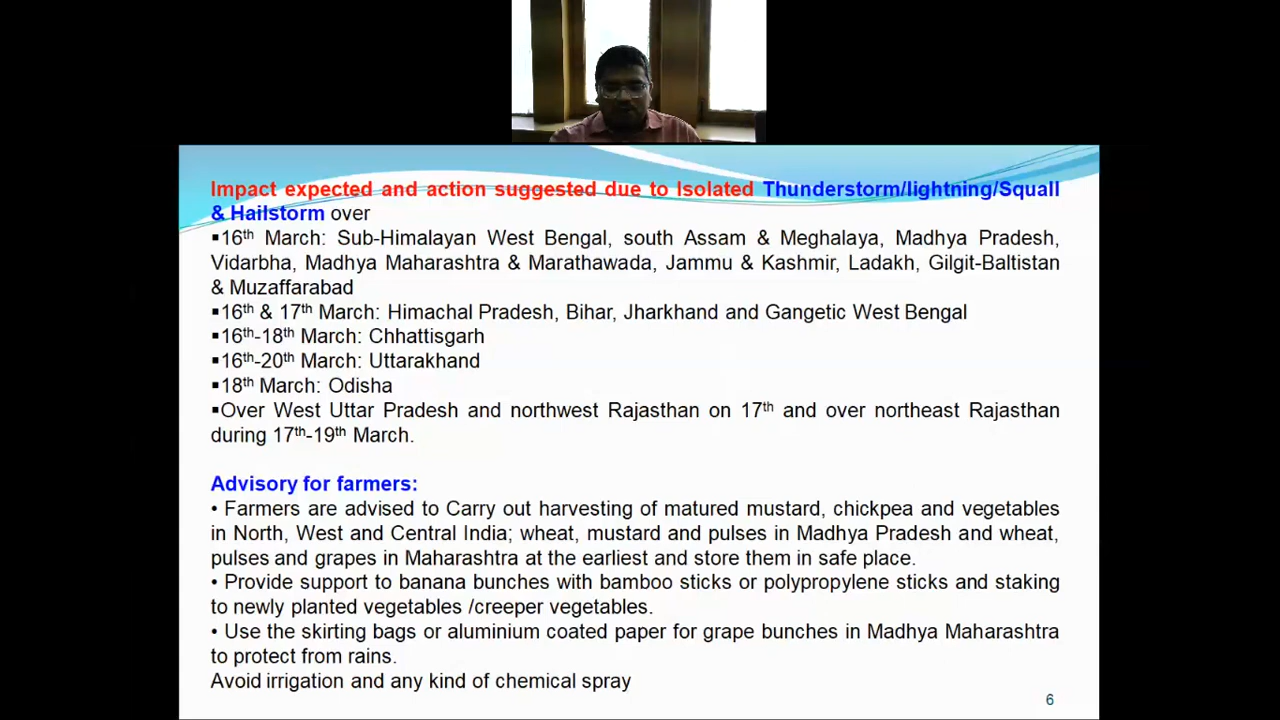 Impact expected and action suggested due to Isolated Thunderstorm/lightning/Squall
& Hailstorm over
▪16th March: Sub-Himalayan West Bengal, south Assam & Meghalaya, Madhya Pradesh,
Vidarbha, Madhya Maharashtra & Marathawada, Jammu & Kashmir, Ladakh, Gilgit-Baltistan
& Muzaffarabad
▪16th & 17th March: Himachal Pradesh, Bihar, Jharkhand and Gangetic West Bengal
▪16th-18th March: Chhattisgarh
▪16th-20th March: Uttarakhand
▪18th March: Odisha
▪Over West Uttar Pradesh and northwest Rajasthan on 17th and over northeast Rajasthan
during 17th-19th March.
Advisory for farmers:
• Farmers are advised to Carry out harvesting of matured mustard, chickpea and vegetables
in North, West and Central India; wheat, mustard and pulses in Madhya Pradesh and wheat,
pulses and grapes in Maharashtra at the earliest and store them in safe place.
• Provide support to banana bunches with bamboo sticks or polypropylene sticks and staking
to newly planted vegetables /creeper vegetables.
• Use the skirting bags or aluminium coated paper for grape bunches in Madhya Maharashtra
to protect from rains.
Avoid irrigation and any kind of chemical spray
6